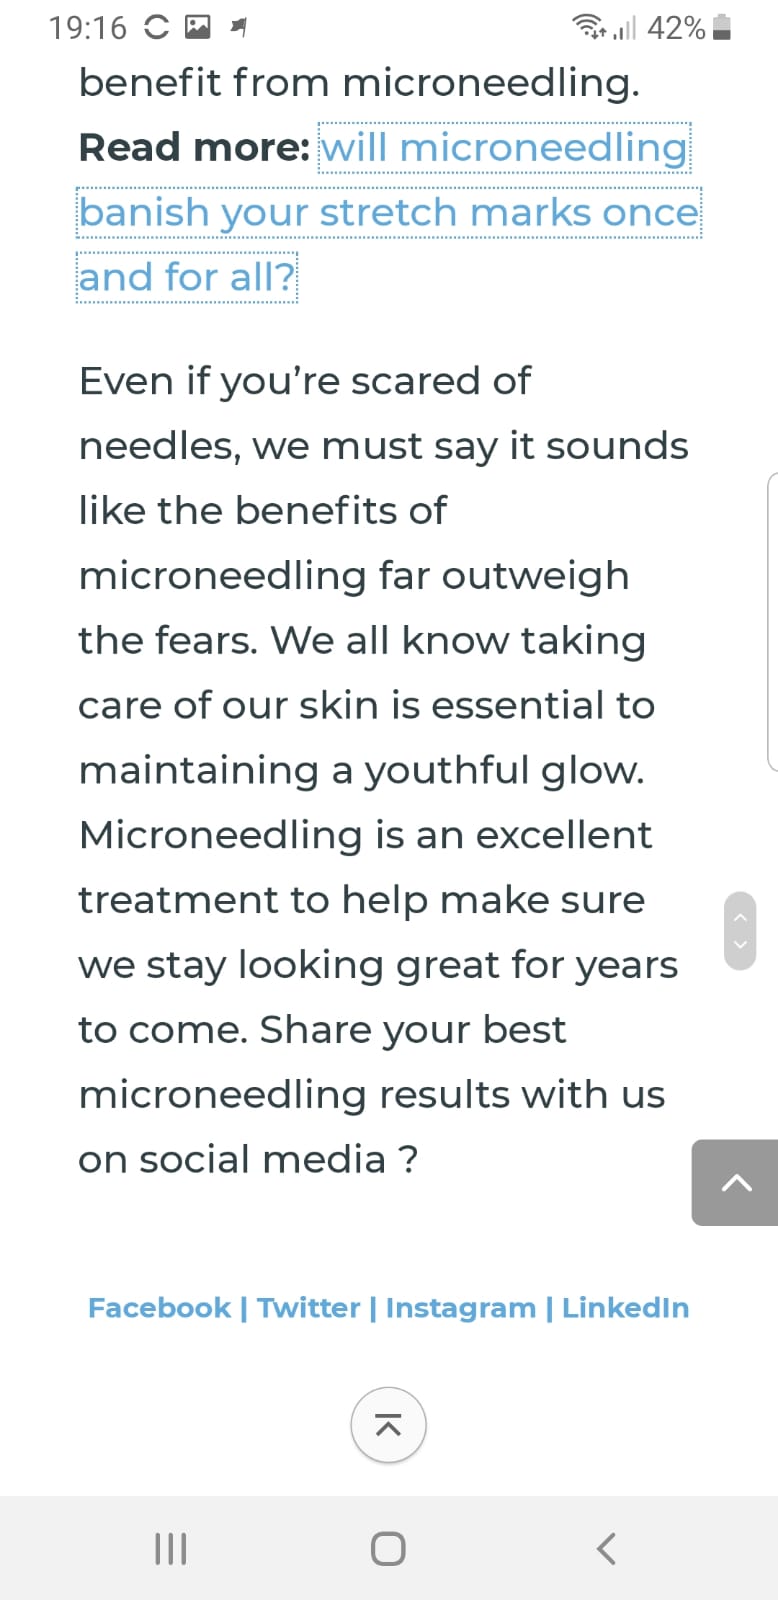 19:16 42%
benefit from microneedling.
Read more: will microneedling
banish your stretch marks once
and for all?
Even if you’re scared of
needles, we must say it sounds
like the benefits of
microneedling far outweigh
the fears. We all know taking
care of our skin is essential to
maintaining a youthful glow.
Microneedling is an excellent
treatment to help make sure
we stay looking great for years
to come. Share your best
microneedling results with us
on social media ?
Facebook | Twitter | Instagram | LinkedIn